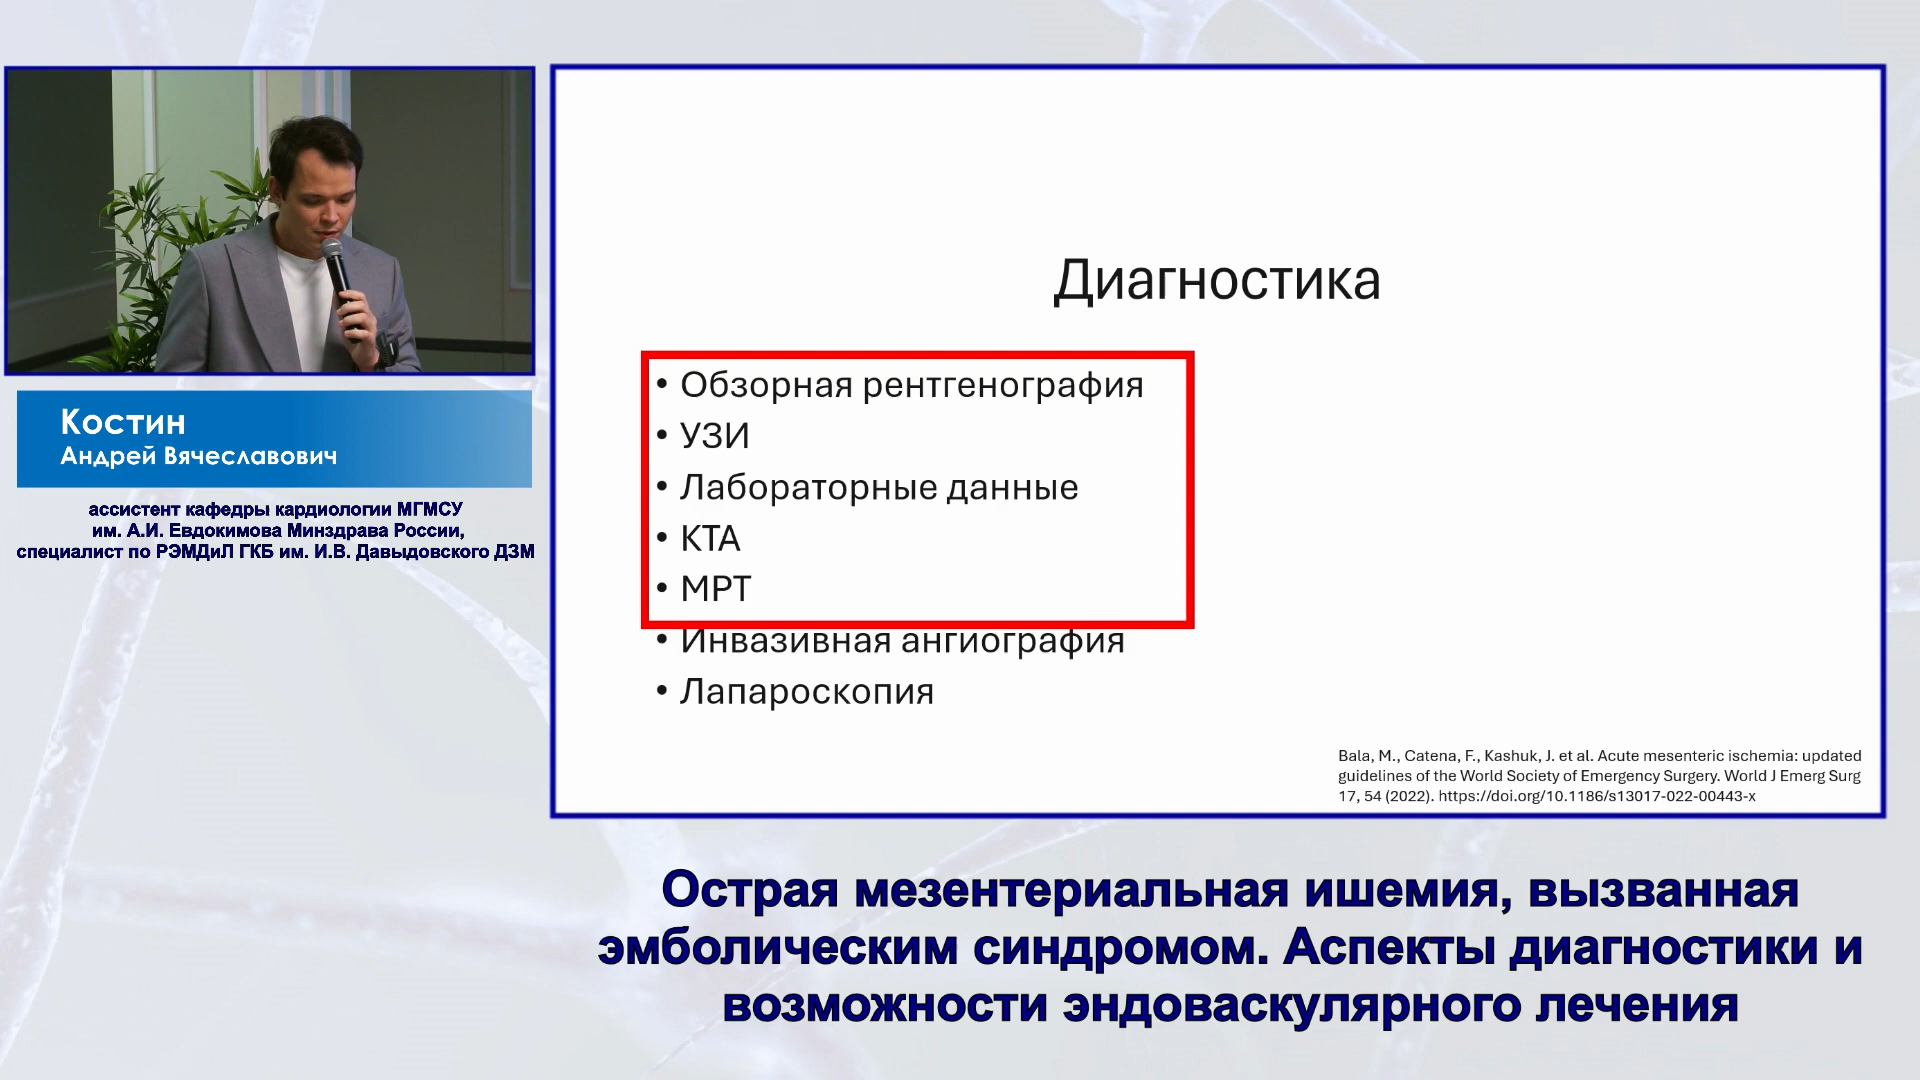 Костин
Андрей Вячеславович
ассистент кафедры кардиологии МГМСУ
им. А.И. Евдокимова Минздрава России,
специалист по РЭМДиЛ ГКБ им. И.В. Давыдовского ДЗМ
Диагностика
• Обзорная рентгенография
• УЗИ
• Лабораторные данные
• КТА
• МРТ
• Инвазивная ангиография
• Лапароскопия
Bala, M., Catena, F., Kashuk, J. et al. Acute mesenteric ischemia: updated
guidelines of the World Society of Emergency Surgery. World J Emerg Surg
17, 54 (2022). https://doi.org/10.1186/s13017-022-00443-x
Острая мезентериальная ишемия, вызванная
эмболическим синдромом. Аспекты диагностики и
возможности эндоваскулярного лечения